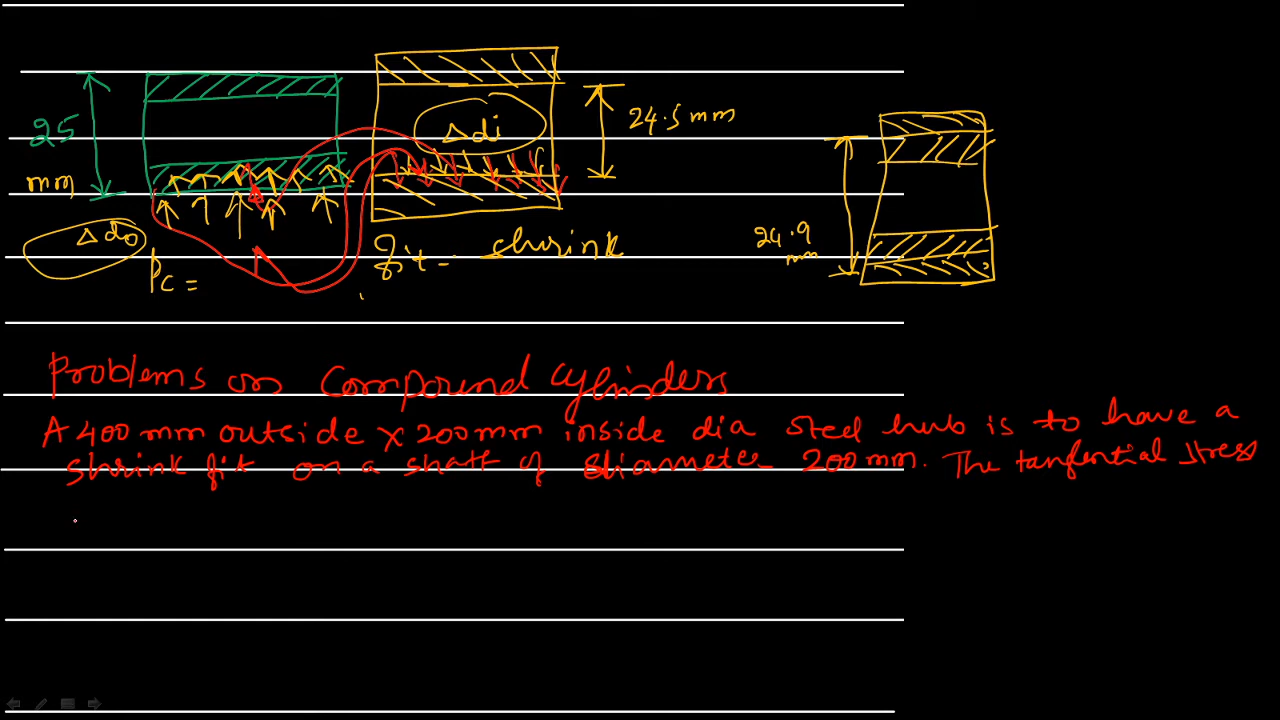 25
mm
Δdo
Pc =
Δdi
24.5 mm
fit - shrink
24.9
mm
Problems on Compound cylinders
A 400 mm outside x 200mm inside dia steel hub is to have a
shrink fit on a shaft of diameter 200 mm. The tangential stress